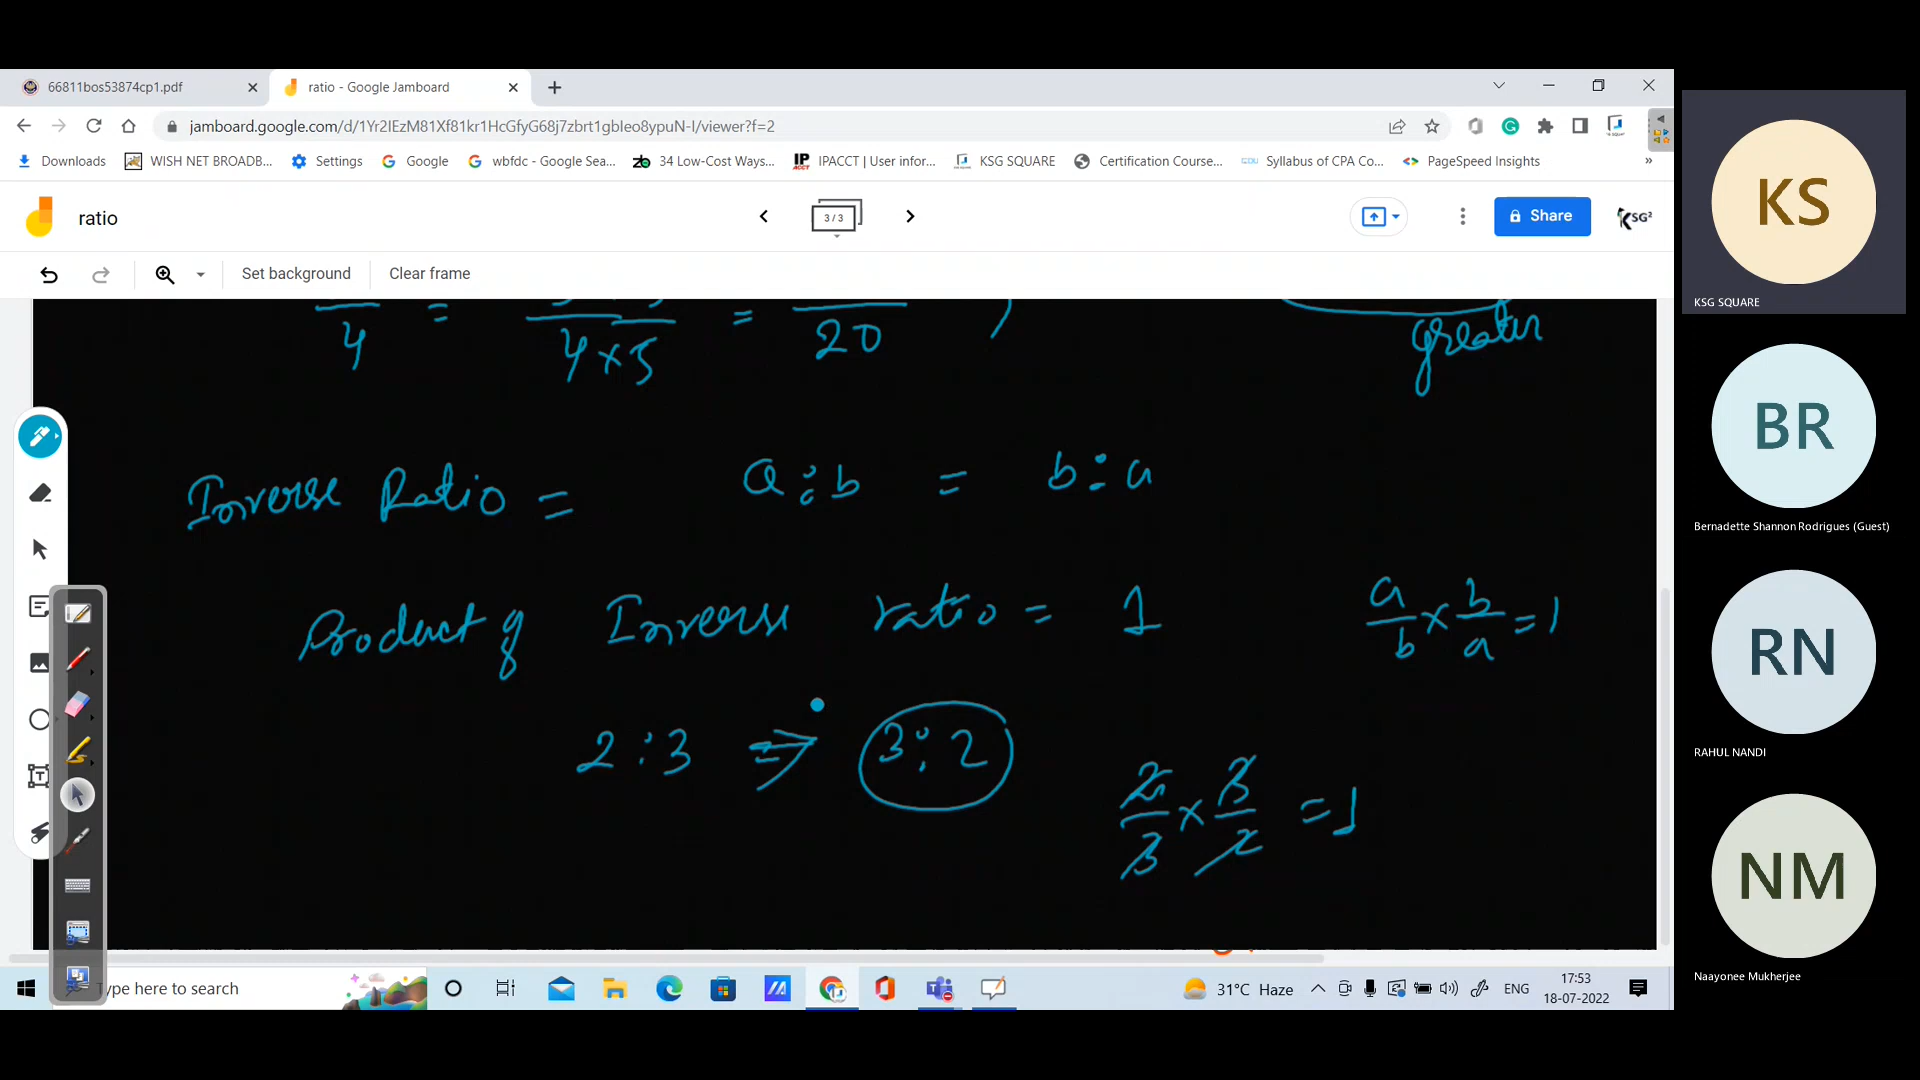 66811bos53874cp1.pdf
ratio - Google Jamboard
jamboard.google.com/d/1Yr2IEzM81Xf81kr1HcGfyG68j7zbrt1gbIeo8ypuN-I/viewer?f=2
Downloads WISH NET BROADB... Settings Google wbfdc - Google Sea... 34 Low-Cost Ways... IPACCT | User infor... KSG SQUARE Certification Course... Syllabus of CPA Co... PageSpeed Insights »
ratio
3 / 3
Share
KSG²
Set background Clear frame
4 = 4×5 = 20 ,
greater
Inverse Ratio = a:b = b:a
Product of Inverse ratio = 1
a/b × b/a = 1
2:3 ⇒ 3:2
2/3 × 3/2 = 1
Type here to search
31°C Haze
ENG
17:53
18-07-2022
KS
KSG SQUARE
BR
Bernadette Shannon Rodrigues (Guest)
RN
RAHUL NANDI
NM
Naayonee Mukherjee